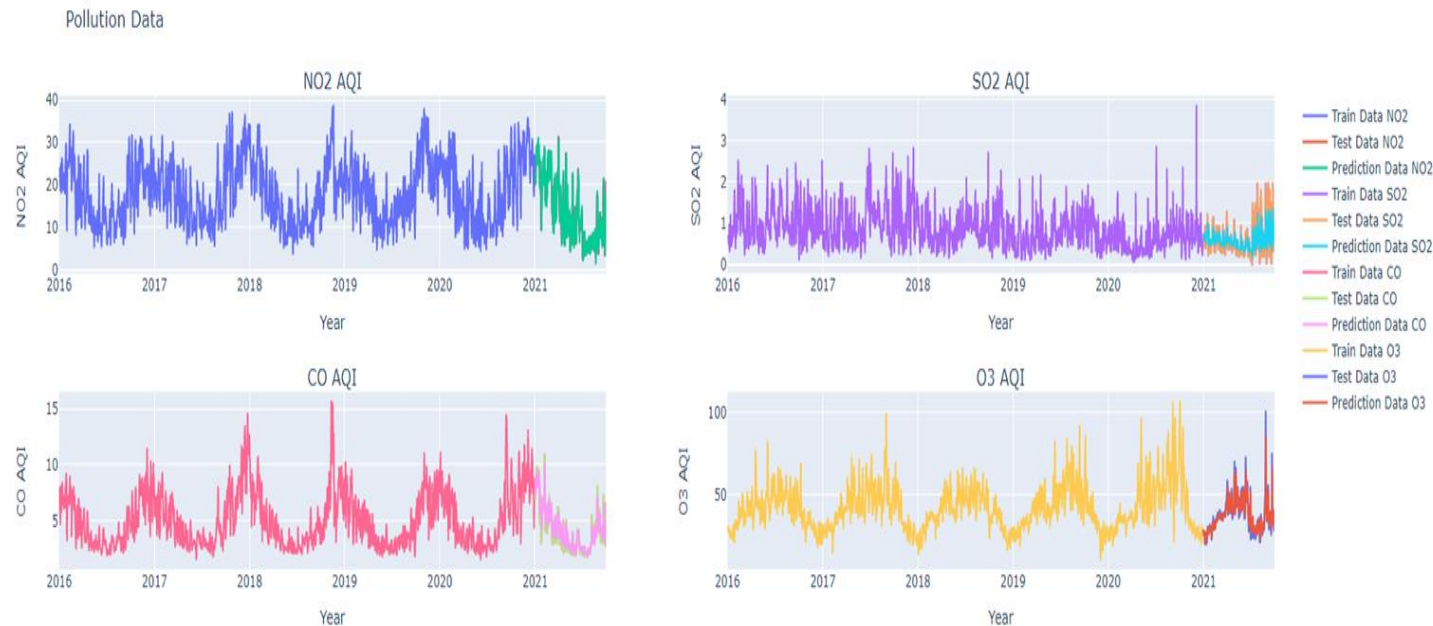 Pollution Data
NO2 AQI
NO2 AQI
40
30
20
10
0
2016 2017 2018 2019 2020 2021
Year
SO2 AQI
SO2 AQI
4
3
2
1
0
2016 2017 2018 2019 2020 2021
Year
CO AQI
CO AQI
15
10
5
2016 2017 2018 2019 2020 2021
Year
O3 AQI
O3 AQI
100
50
2016 2017 2018 2019 2020 2021
Year
Train Data NO2
Test Data NO2
Prediction Data NO2
Train Data SO2
Test Data SO2
Prediction Data SO2
Train Data CO
Test Data CO
Prediction Data CO
Train Data O3
Test Data O3
Prediction Data O3